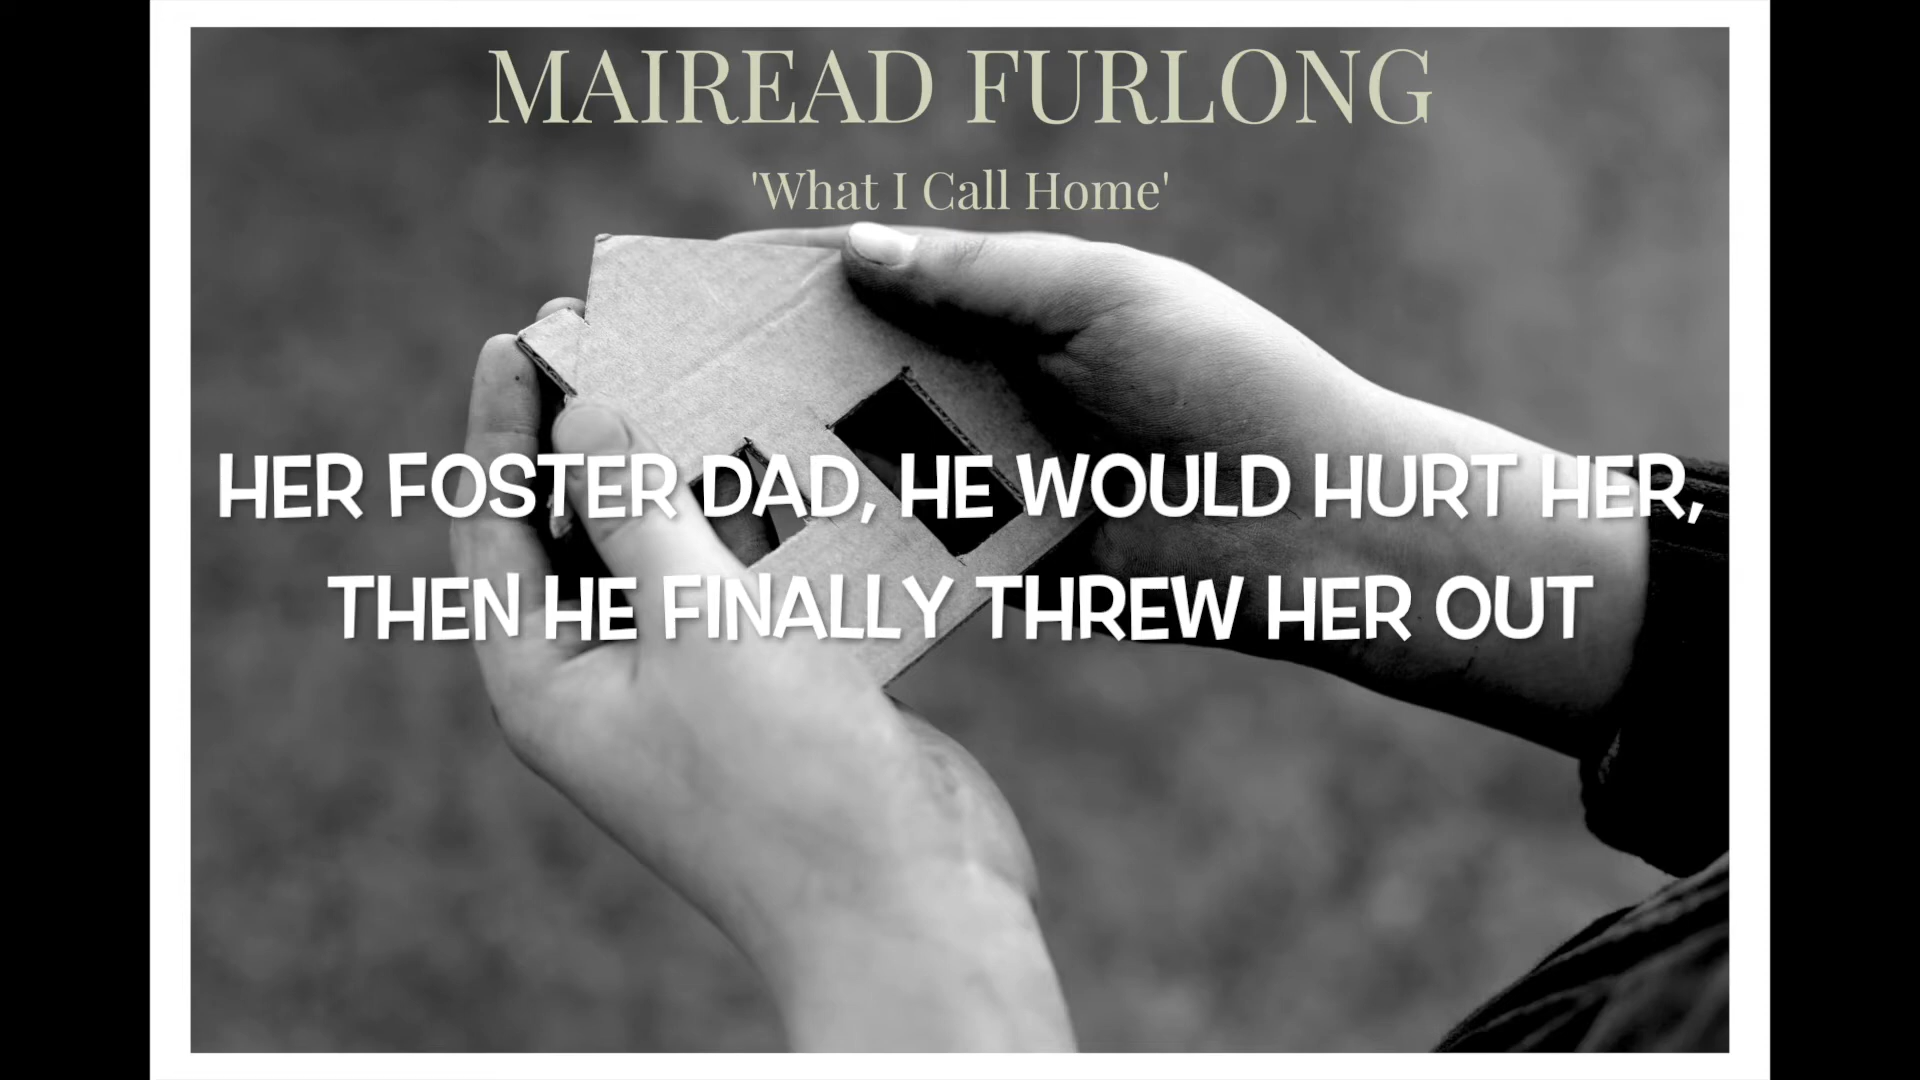 MAIREAD FURLONG
'What I Call Home'
HER FOSTER DAD, HE WOULD HURT HER,
THEN HE FINALLY THREW HER OUT